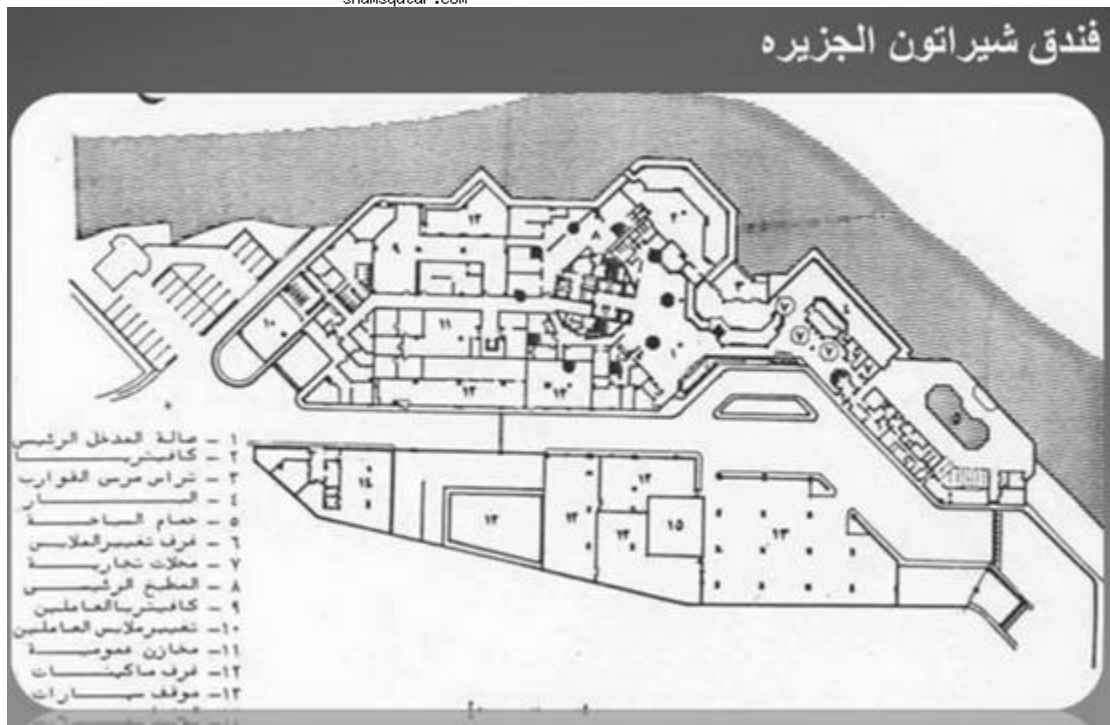 shamsqatar.com
فندق شيراتون الجزيره
١ - صالة المدخل الرئيسي
٢ - كافيتريا
٣ - تراس مرسى القوارب
٤ - البار
٥ - حمام السباحة
٦ - غرف تغيير الملابس
٧ - محلات تجارية
٨ - المطبخ الرئيسي
٩ - كافيتريا العاملين
١٠- تغيير ملابس العاملين
١١- مخازن عمومية
١٢- غرف ماكينات
١٣- موقف سيارات